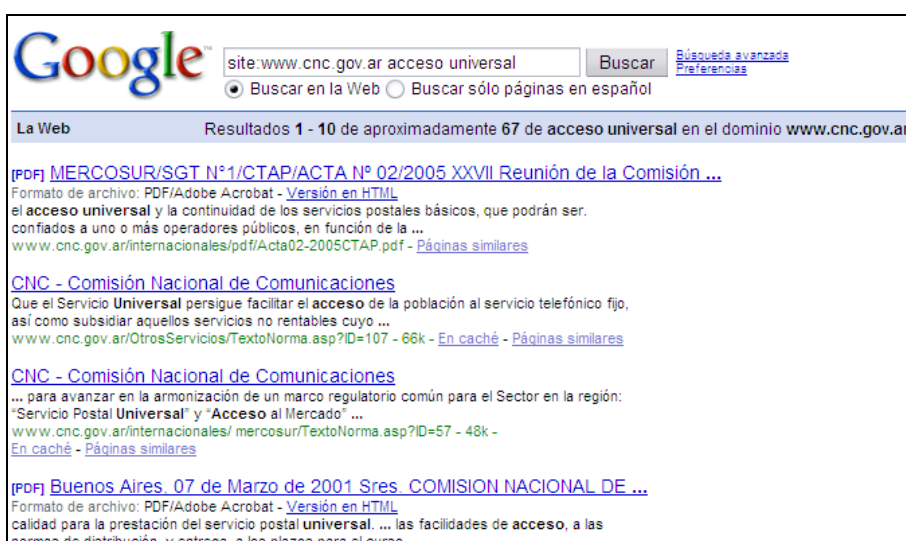 Google™
site:www.cnc.gov.ar acceso universal
Buscar
Búsqueda avanzada
Preferencias
Buscar en la Web
Buscar sólo páginas en español
La Web
Resultados 1 - 10 de aproximadamente 67 de acceso universal en el dominio www.cnc.gov.ar
[PDF] MERCOSUR/SGT N°1/CTAP/ACTA Nº 02/2005 XXVII Reunión de la Comisión ...
Formato de archivo: PDF/Adobe Acrobat - Versión en HTML
el acceso universal y la continuidad de los servicios postales básicos, que podrán ser.
confiados a uno o más operadores públicos, en función de la ...
www.cnc.gov.ar/internacionales/pdf/Acta02-2005CTAP.pdf - Páginas similares
CNC - Comisión Nacional de Comunicaciones
Que el Servicio Universal persigue facilitar el acceso de la población al servicio telefónico fijo,
así como subsidiar aquellos servicios no rentables cuyo ...
www.cnc.gov.ar/OtrosServicios/TextoNorma.asp?ID=107 - 66k - En caché - Páginas similares
CNC - Comisión Nacional de Comunicaciones
... para avanzar en la armonización de un marco regulatorio común para el Sector en la región:
“Servicio Postal Universal” y “Acceso al Mercado” ...
www.cnc.gov.ar/internacionales/ mercosur/TextoNorma.asp?ID=57 - 48k -
En caché - Páginas similares
[PDF] Buenos Aires, 07 de Marzo de 2001 Sres. COMISION NACIONAL DE ...
Formato de archivo: PDF/Adobe Acrobat - Versión en HTML
calidad para la prestación del servicio postal universal. ... las facilidades de acceso, a las
normas de distribución, y entrega, a los plazos para el curso